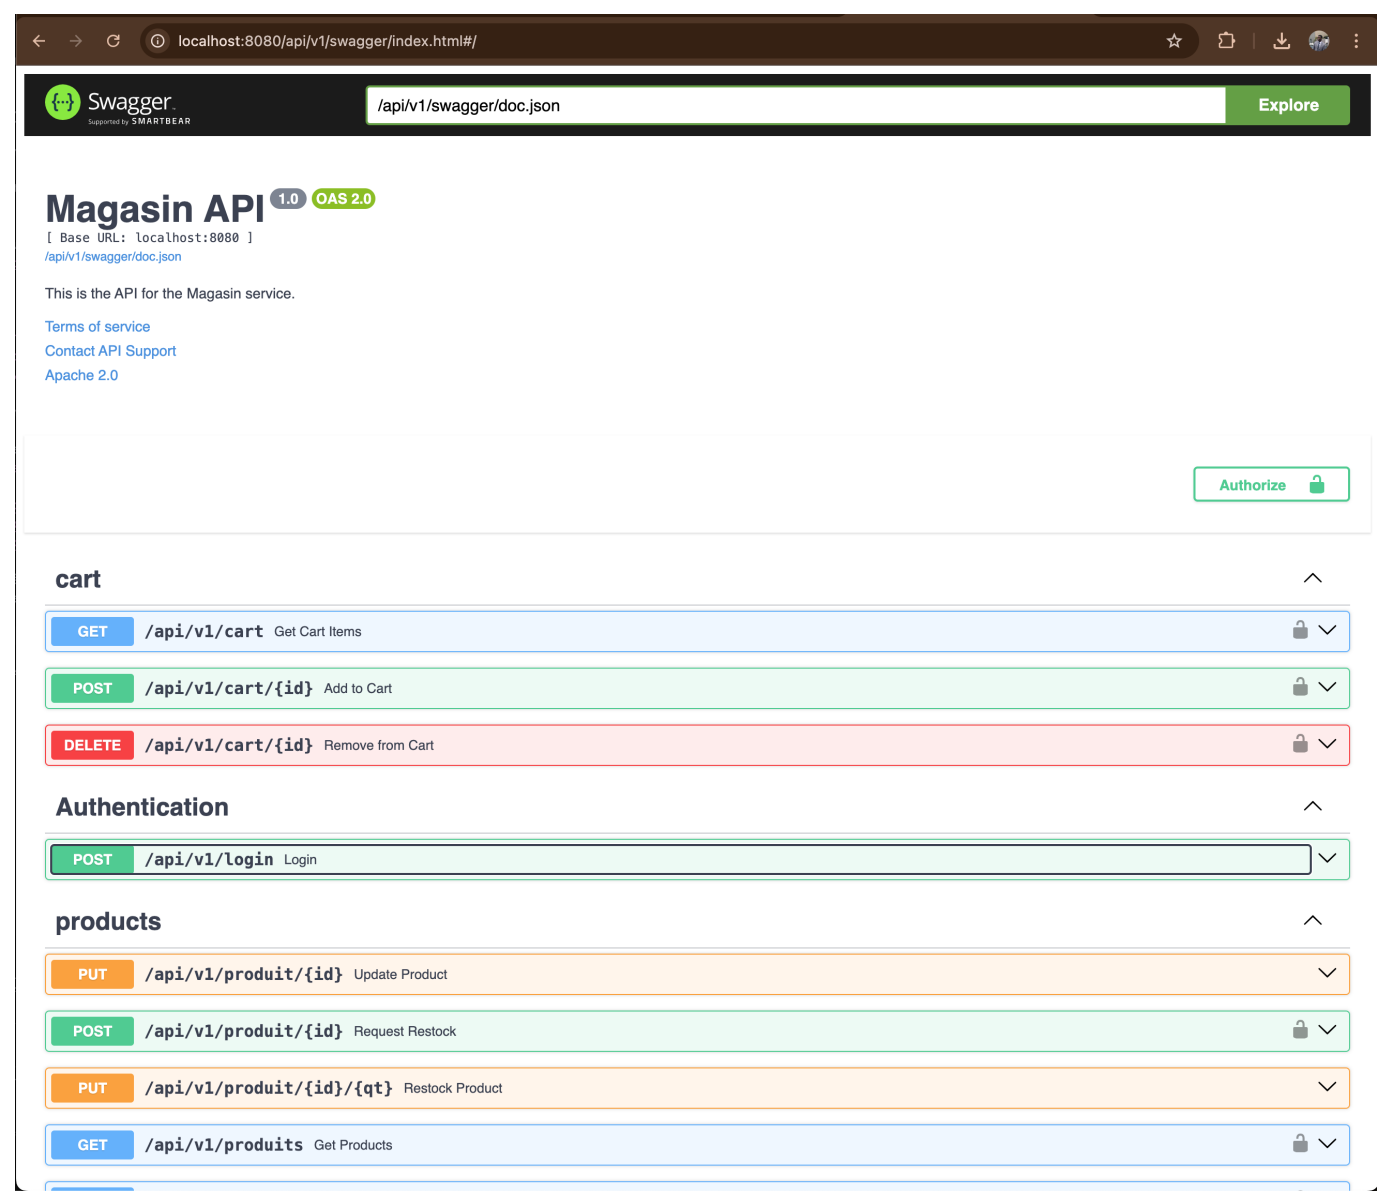 localhost:8080/api/v1/swagger/index.html#/
Swagger
Supported by SMARTBEAR
/api/v1/swagger/doc.json
Explore
Magasin API 1.0 OAS 2.0
[ Base URL: localhost:8080 ]
/api/v1/swagger/doc.json
This is the API for the Magasin service.
Terms of service
Contact API Support
Apache 2.0
Authorize
cart
GET /api/v1/cart Get Cart Items
POST /api/v1/cart/{id} Add to Cart
DELETE /api/v1/cart/{id} Remove from Cart
Authentication
POST /api/v1/login Login
products
PUT /api/v1/produit/{id} Update Product
POST /api/v1/produit/{id} Request Restock
PUT /api/v1/produit/{id}/{qt} Restock Product
GET /api/v1/produits Get Products